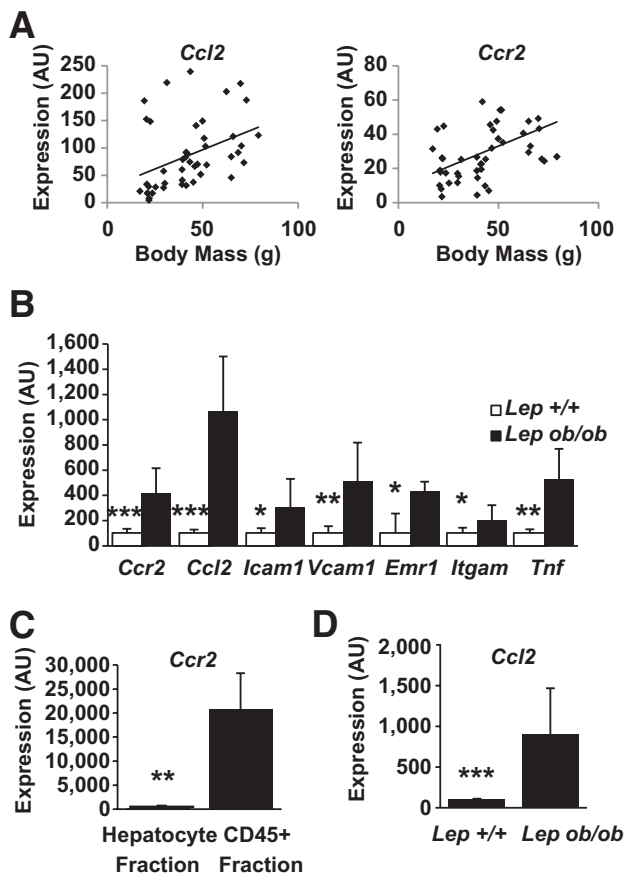 A
Ccl2
Ccr2
Expression (AU)
250
200
150
100
50
0
0
50
100
Body Mass (g)
Expression (AU)
80
60
40
20
0
0
50
100
Body Mass (g)
B
Expression (AU)
1,600
1,400
1,200
1,000
800
600
400
200
0
Lep +/+
Lep ob/ob
*** *** * ** * * **
Ccr2 Ccl2 Icam1 Vcam1 Emr1 Itgam Tnf
C
Ccr2
Expression (AU)
30,000
25,000
20,000
15,000
10,000
5,000
0
**
Hepatocyte CD45+
Fraction Fraction
D
Ccl2
Expression (AU)
2,000
1,500
1,000
500
0
***
Lep +/+ Lep ob/ob